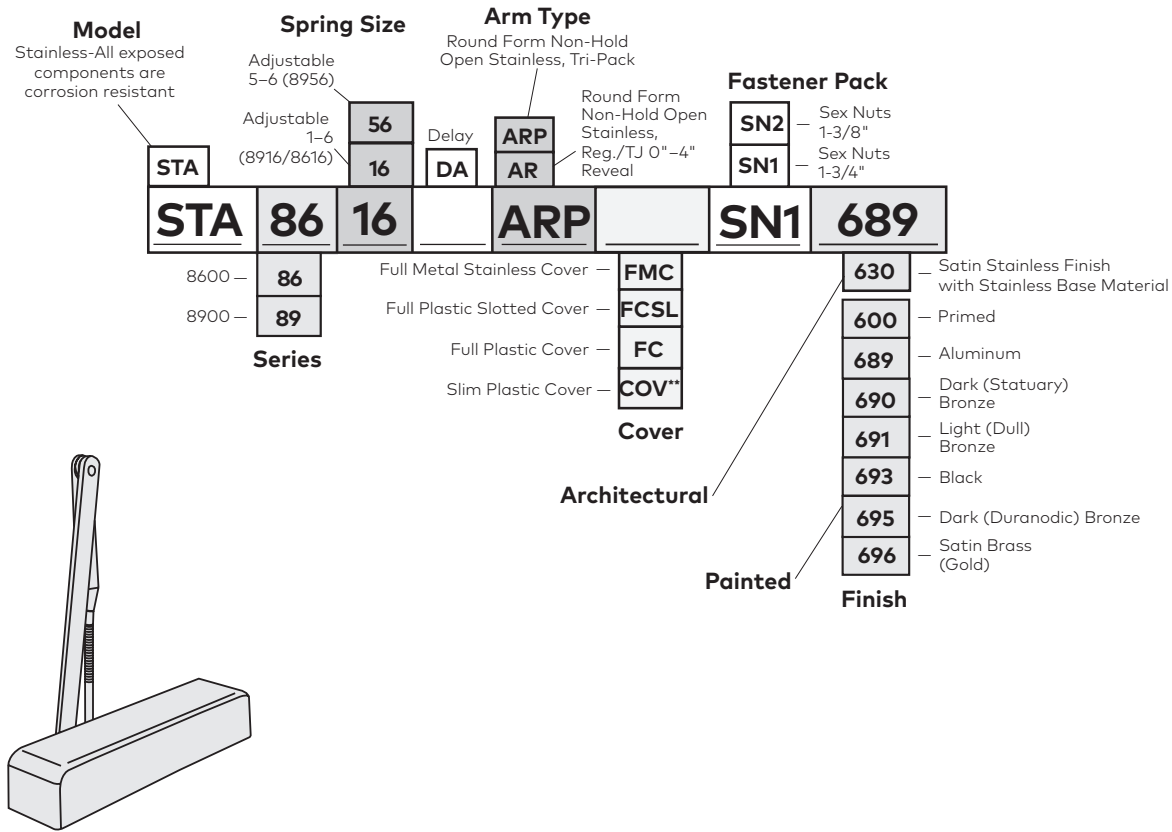 Model
Stainless-All exposed
components are
corrosion resistant
Spring Size
Adjustable
5–6 (8956)
Adjustable
1–6
(8916/8616)
56
16
Delay
DA
Arm Type
Round Form Non-Hold
Open Stainless, Tri-Pack
Round Form
Non-Hold Open
Stainless,
Reg./TJ 0"–4"
Reveal
ARP
AR
Fastener Pack
SN2
Sex Nuts
1-3/8"
SN1
Sex Nuts
1-3/4"
STA
STA 86 16 ARP SN1 689
8600 – 86
8900 – 89
Series
Full Metal Stainless Cover – FMC
Full Plastic Slotted Cover – FCSL
Full Plastic Cover – FC
Slim Plastic Cover – COV**
Cover
Architectural
Painted
630 – Satin Stainless Finish
with Stainless Base Material
600 – Primed
689 – Aluminum
690 – Dark (Statuary)
Bronze
691 – Light (Dull)
Bronze
693 – Black
695 – Dark (Duranodic) Bronze
696 – Satin Brass
(Gold)
Finish